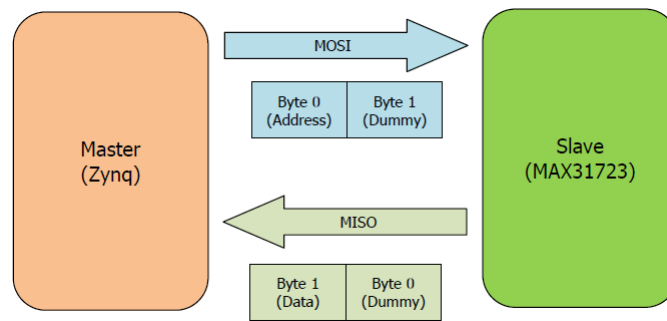 MOSI
Byte 0
(Address)
Byte 1
(Dummy)
Master
(Zynq)
Slave
(MAX31723)
MISO
Byte 1
(Data)
Byte 0
(Dummy)